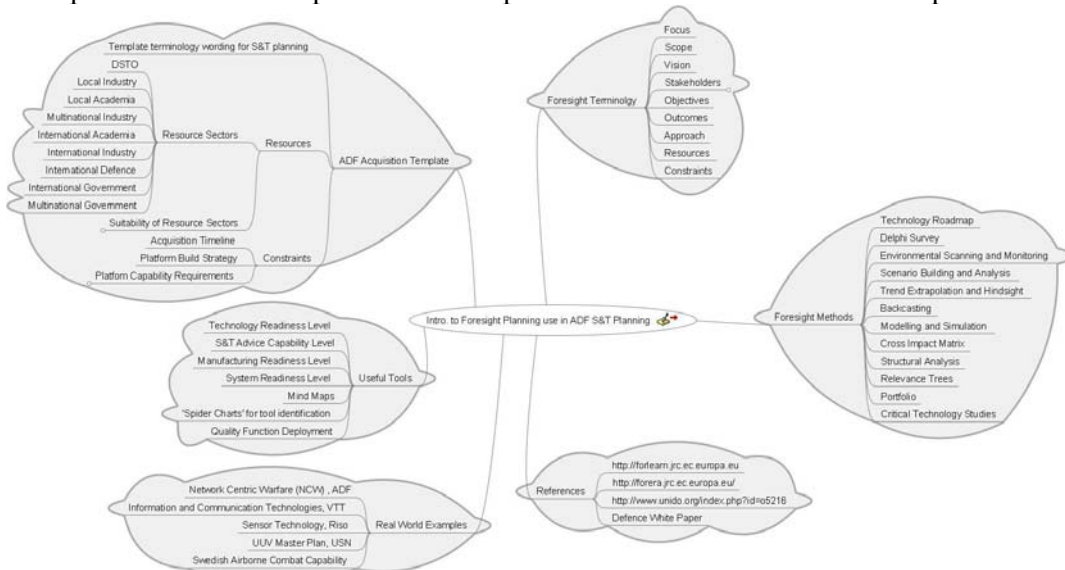 Template terminology wording for S&T planning
DSTO
Local Industry
Local Academia
Multinational Industry
International Academia
International Industry
International Defence
International Government
Multinational Government
Resource Sectors
Suitability of Resource Sectors
Resources
Acquisition Timeline
Platform Build Strategy
Platfom Capability Requirements
Constraints
ADF Acquisition Template
Foresight Terminolgy
Focus
Scope
Vision
Stakeholders
Objectives
Outcomes
Approach
Resources
Constraints
Intro. to Foresight Planning use in ADF S&T Planning
Foresight Methods
Technology Roadmap
Delphi Survey
Environmental Scanning and Monitoring
Scenario Building and Analysis
Trend Extrapolation and Hindsight
Backcasting
Modelling and Simulation
Cross Impact Matrix
Structural Analysis
Relevance Trees
Portfolio
Critical Technology Studies
Technology Readiness Level
S&T Advice Capability Level
Manufacturing Readiness Level
System Readiness Level
Mind Maps
'Spider Charts' for tool identification
Quality Function Deployment
Useful Tools
References
http://forlearn.jrc.ec.europa.eu
http://forera.jrc.ec.europa.eu/
http://www.unido.org/index.php?id=o5216
Defence White Paper
Network Centric Warfare (NCW) , ADF
Information and Communication Technologies, VTT
Sensor Technology, Riso
UUV Master Plan, USN
Swedish Airborne Combat Capability
Real World Examples